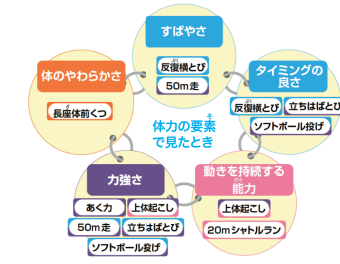 すばやさ
反復横とび
50m走
体のやわらかさ
長座体前くつ
タイミングの
良さ
反復横とび
立ちはばとび
ソフトボール投げ
体力の要素
で見たとき
力強さ
あく力
上体起こし
50m走
立ちはばとび
ソフトボール投げ
動きを持続する
能力
上体起こし
20mシャトルラン